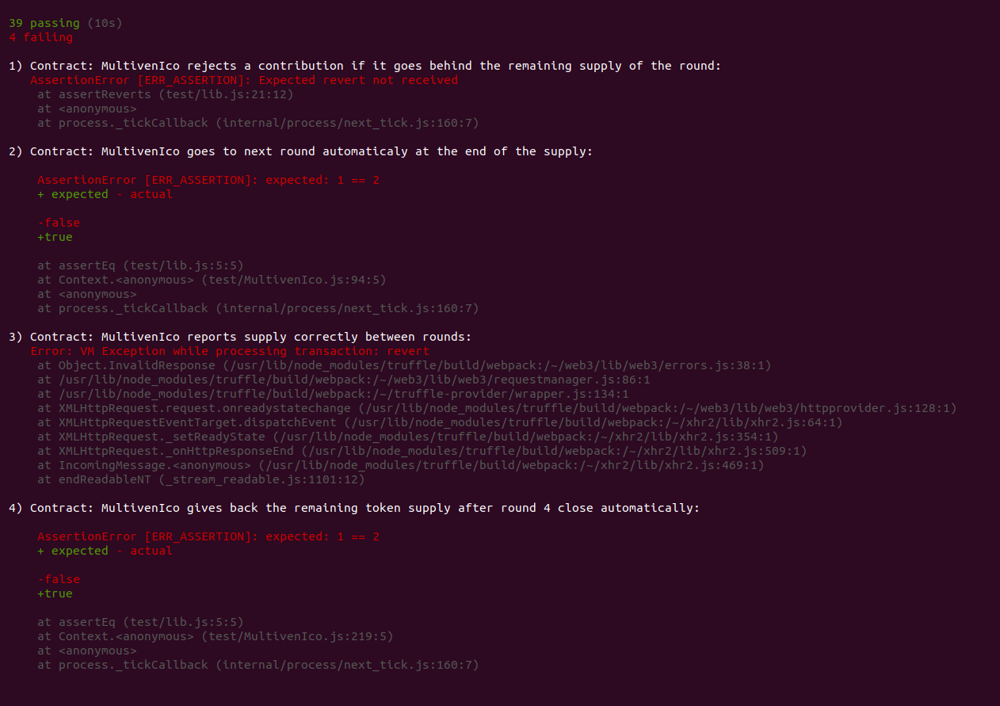 39 passing (10s)
4 failing
1) Contract: MultivenIco rejects a contribution if it goes behind the remaining supply of the round:
AssertionError [ERR_ASSERTION]: Expected revert not received
at assertReverts (test/lib.js:21:12)
at <anonymous>
at process._tickCallback (internal/process/next_tick.js:160:7)
2) Contract: MultivenIco goes to next round automaticaly at the end of the supply:
AssertionError [ERR_ASSERTION]: expected: 1 == 2
+ expected - actual
-false
+true
at assertEq (test/lib.js:5:5)
at Context.<anonymous> (test/MultivenIco.js:94:5)
at <anonymous>
at process._tickCallback (internal/process/next_tick.js:160:7)
3) Contract: MultivenIco reports supply correctly between rounds:
Error: VM Exception while processing transaction: revert
at Object.InvalidResponse (/usr/lib/node_modules/truffle/build/webpack:/~/web3/lib/web3/errors.js:38:1)
at /usr/lib/node_modules/truffle/build/webpack:/~/web3/lib/web3/requestmanager.js:86:1
at /usr/lib/node_modules/truffle/build/webpack:/~/truffle-provider/wrapper.js:134:1
at XMLHttpRequest.request.onreadystatechange (/usr/lib/node_modules/truffle/build/webpack:/~/web3/lib/web3/httpprovider.js:128:1)
at XMLHttpRequestEventTarget.dispatchEvent (/usr/lib/node_modules/truffle/build/webpack:/~/xhr2/lib/xhr2.js:64:1)
at XMLHttpRequest._setReadyState (/usr/lib/node_modules/truffle/build/webpack:/~/xhr2/lib/xhr2.js:354:1)
at XMLHttpRequest._onHttpResponseEnd (/usr/lib/node_modules/truffle/build/webpack:/~/xhr2/lib/xhr2.js:509:1)
at IncomingMessage.<anonymous> (/usr/lib/node_modules/truffle/build/webpack:/~/xhr2/lib/xhr2.js:469:1)
at endReadableNT (_stream_readable.js:1101:12)
4) Contract: MultivenIco gives back the remaining token supply after round 4 close automatically:
AssertionError [ERR_ASSERTION]: expected: 1 == 2
+ expected - actual
-false
+true
at assertEq (test/lib.js:5:5)
at Context.<anonymous> (test/MultivenIco.js:219:5)
at <anonymous>
at process._tickCallback (internal/process/next_tick.js:160:7)